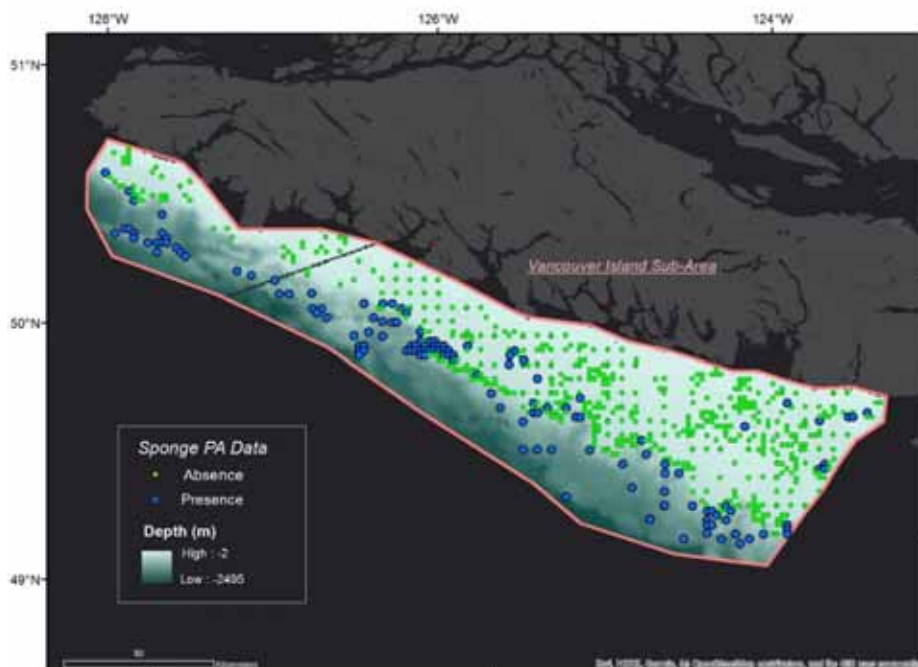 128°W 126°W 124°W
51°N
Vancouver Island Sub-Area
50°N
Sponge PA Data
Absence
Presence
Depth (m)
High : -2
Low : -2495
49°N